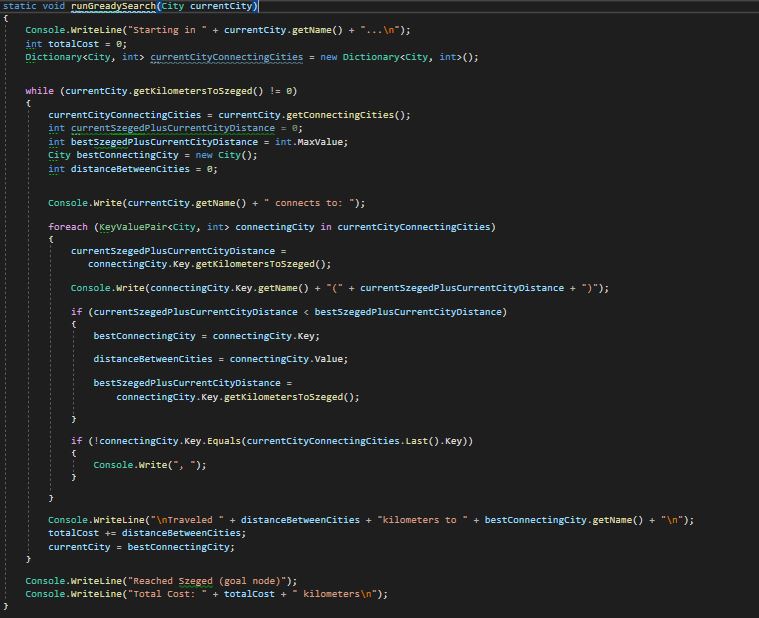 static void runGreadySearch(City currentCity)
{
Console.WriteLine("Starting in " + currentCity.getName() + "...\n");
int totalCost = 0;
Dictionary<City, int> currentCityConnectingCities = new Dictionary<City, int>();
while (currentCity.getKilometersToSzeged() != 0)
{
currentCityConnectingCities = currentCity.getConnectingCities();
int currentSzegedPlusCurrentCityDistance = 0;
int bestSzegedPlusCurrentCityDistance = int.MaxValue;
City bestConnectingCity = new City();
int distanceBetweenCities = 0;
Console.Write(currentCity.getName() + " connects to: ");
foreach (KeyValuePair<City, int> connectingCity in currentCityConnectingCities)
{
currentSzegedPlusCurrentCityDistance =
connectingCity.Key.getKilometersToSzeged();
Console.Write(connectingCity.Key.getName() + "(" + currentSzegedPlusCurrentCityDistance + ")");
if (currentSzegedPlusCurrentCityDistance < bestSzegedPlusCurrentCityDistance)
{
bestConnectingCity = connectingCity.Key;
distanceBetweenCities = connectingCity.Value;
bestSzegedPlusCurrentCityDistance =
connectingCity.Key.getKilometersToSzeged();
}
if (!connectingCity.Key.Equals(currentCityConnectingCities.Last().Key))
{
Console.Write(", ");
}
}
Console.WriteLine("\nTraveled " + distanceBetweenCities + "kilometers to " + bestConnectingCity.getName() + "\n");
totalCost += distanceBetweenCities;
currentCity = bestConnectingCity;
}
Console.WriteLine("Reached Szeged (goal node)");
Console.WriteLine("Total Cost: " + totalCost + " kilometers\n");
}